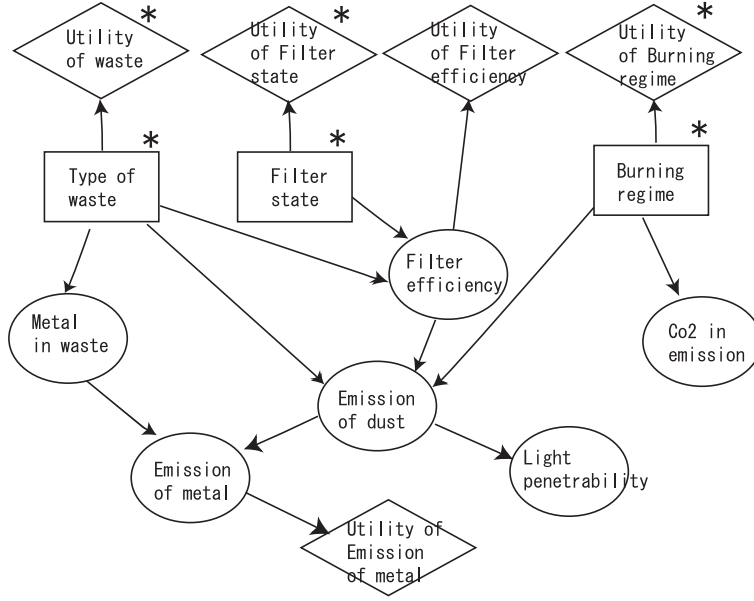 *
Utility
of waste
*
Utility
of Filter
state
Utility
of Filter
efficiency
*
Utility
of Burning
regime
*
Type of
waste
*
Filter
state
*
Burning
regime
Filter
efficiency
Metal
in waste
Co2 in
emission
Emission
of dust
Emission
of metal
Light
penetrability
Utility of
Emission
of metal